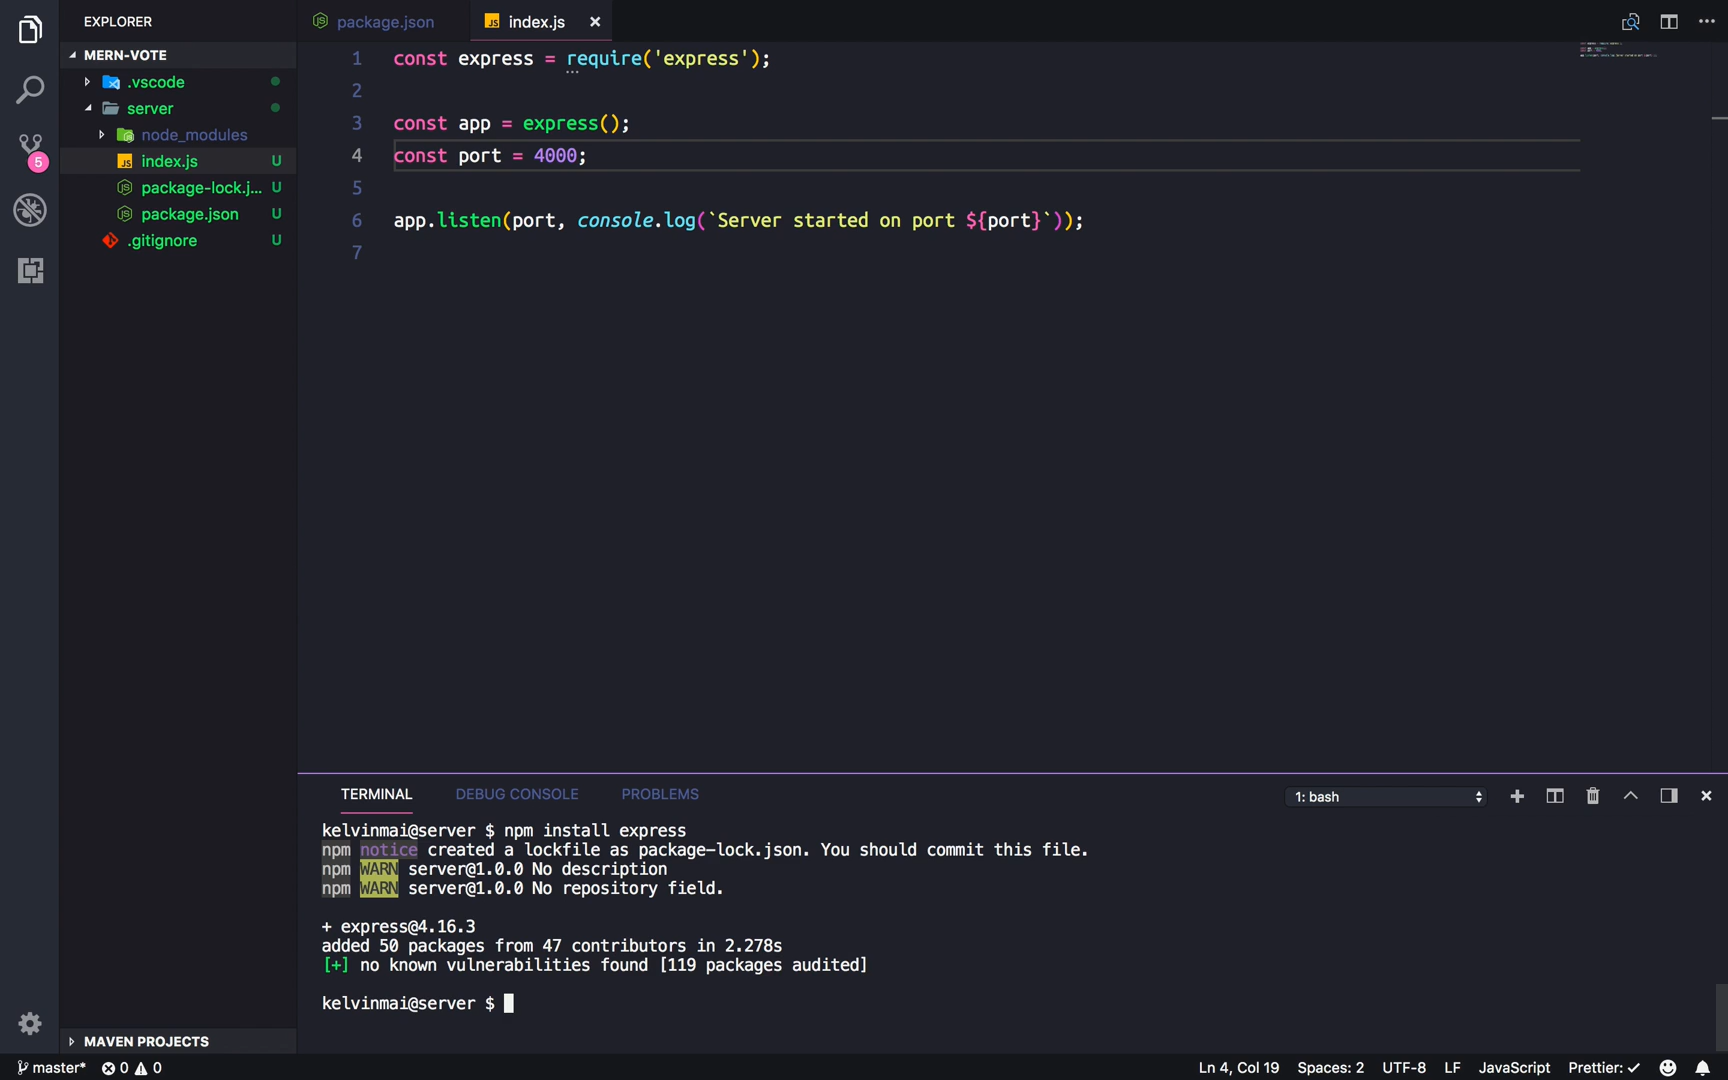 EXPLORER
package.json
index.js
MERN-VOTE
.vscode
server
node_modules
index.js U
package-lock.j... U
package.json U
.gitignore U
5
1 const express = require('express');
2
3 const app = express();
4 const port = 4000;
5
6 app.listen(port, console.log(`Server started on port ${port}`));
7
TERMINAL DEBUG CONSOLE PROBLEMS 1: bash
kelvinmai@server $ npm install express
npm notice created a lockfile as package-lock.json. You should commit this file.
npm WARN server@1.0.0 No description
npm WARN server@1.0.0 No repository field.
+ express@4.16.3
added 50 packages from 47 contributors in 2.278s
[+] no known vulnerabilities found [119 packages audited]
kelvinmai@server $
MAVEN PROJECTS
master* 0 0 Ln 4, Col 19 Spaces: 2 UTF-8 LF JavaScript Prettier: ✓